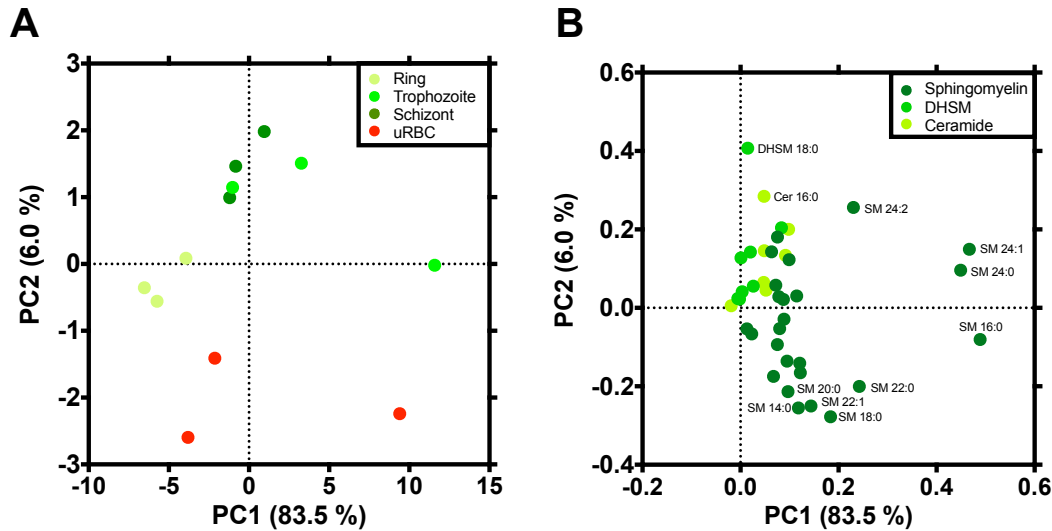 A
PC2 (6.0 %)
3
2
1
0
-1
-2
-3
-10
-5
0
5
10
15
PC1 (83.5 %)
Ring
Trophozoite
Schizont
uRBC
B
PC2 (6.0 %)
0.6
0.4
0.2
0.0
-0.2
-0.4
-0.2
0.0
0.2
0.4
0.6
PC1 (83.5 %)
Sphingomyelin
DHSM
Ceramide
DHSM 18:0
Cer 16:0
SM 24:2
SM 24:1
SM 24:0
SM 16:0
SM 22:0
SM 20:0
SM 14:0
SM 22:1
SM 18:0